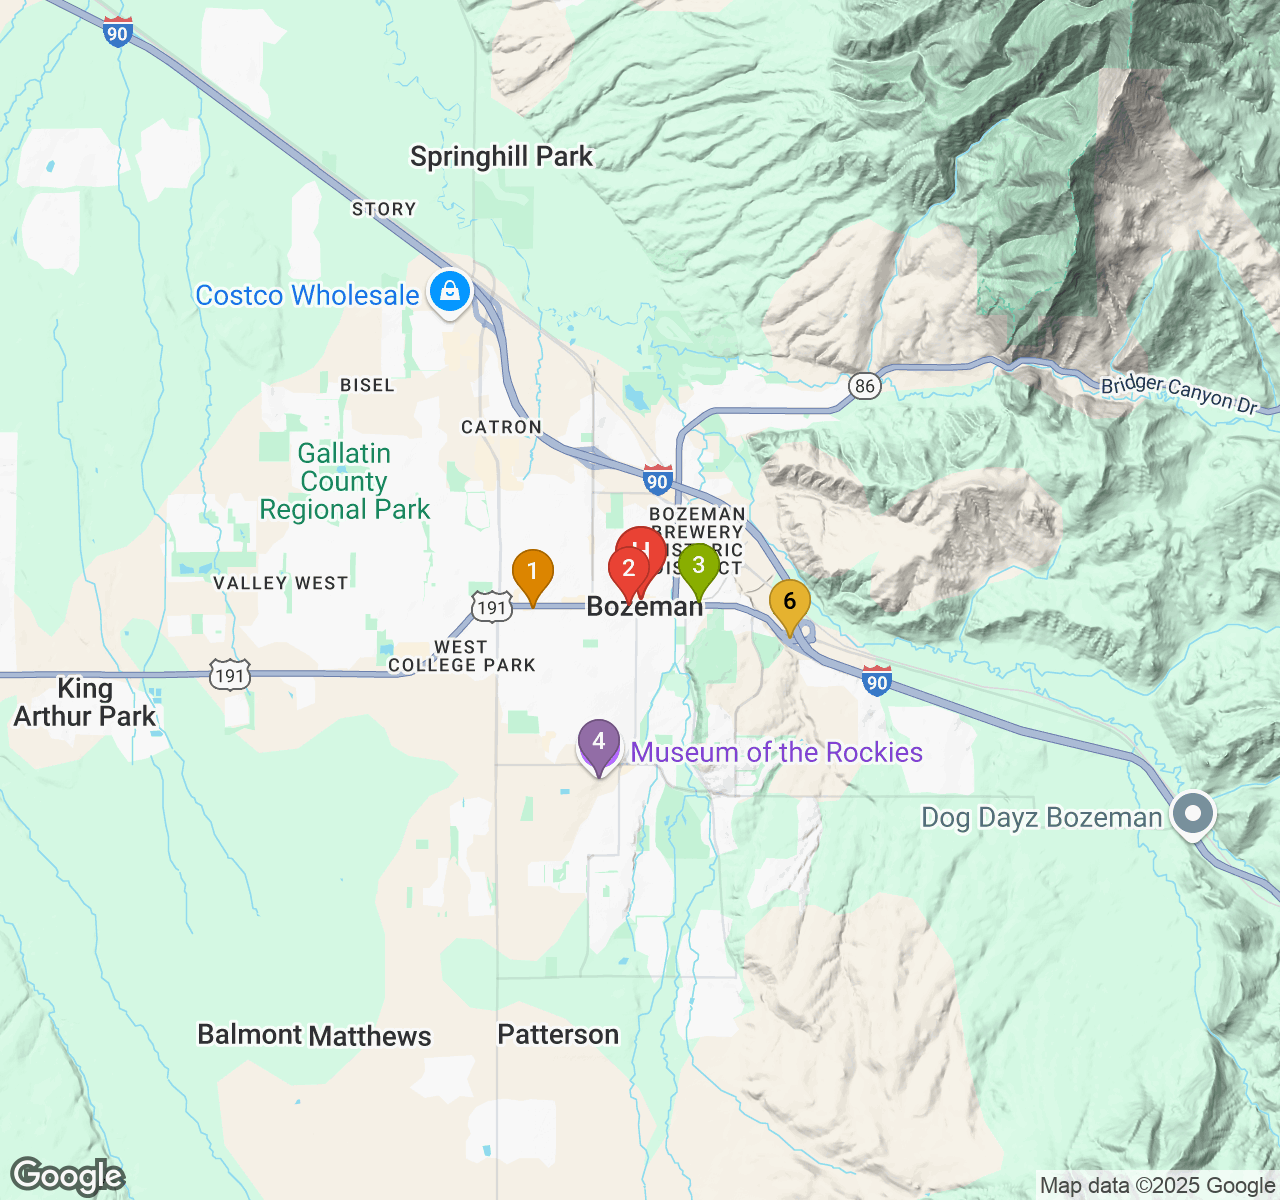 90
Springhill Park
STORY
Costco Wholesale
BISEL
86
Bridger Canyon Dr
CATRON
Gallatin
County
Regional Park
90
BOZEMAN
BREWERY
HISTORIC
DISTRICT
H
1
2
3
6
VALLEY WEST
191
Bozeman
WEST
COLLEGE PARK
191
90
King
Arthur Park
4
Museum of the Rockies
Dog Dayz Bozeman
Balmont
Matthews
Patterson
Google
Map data ©2025 Google